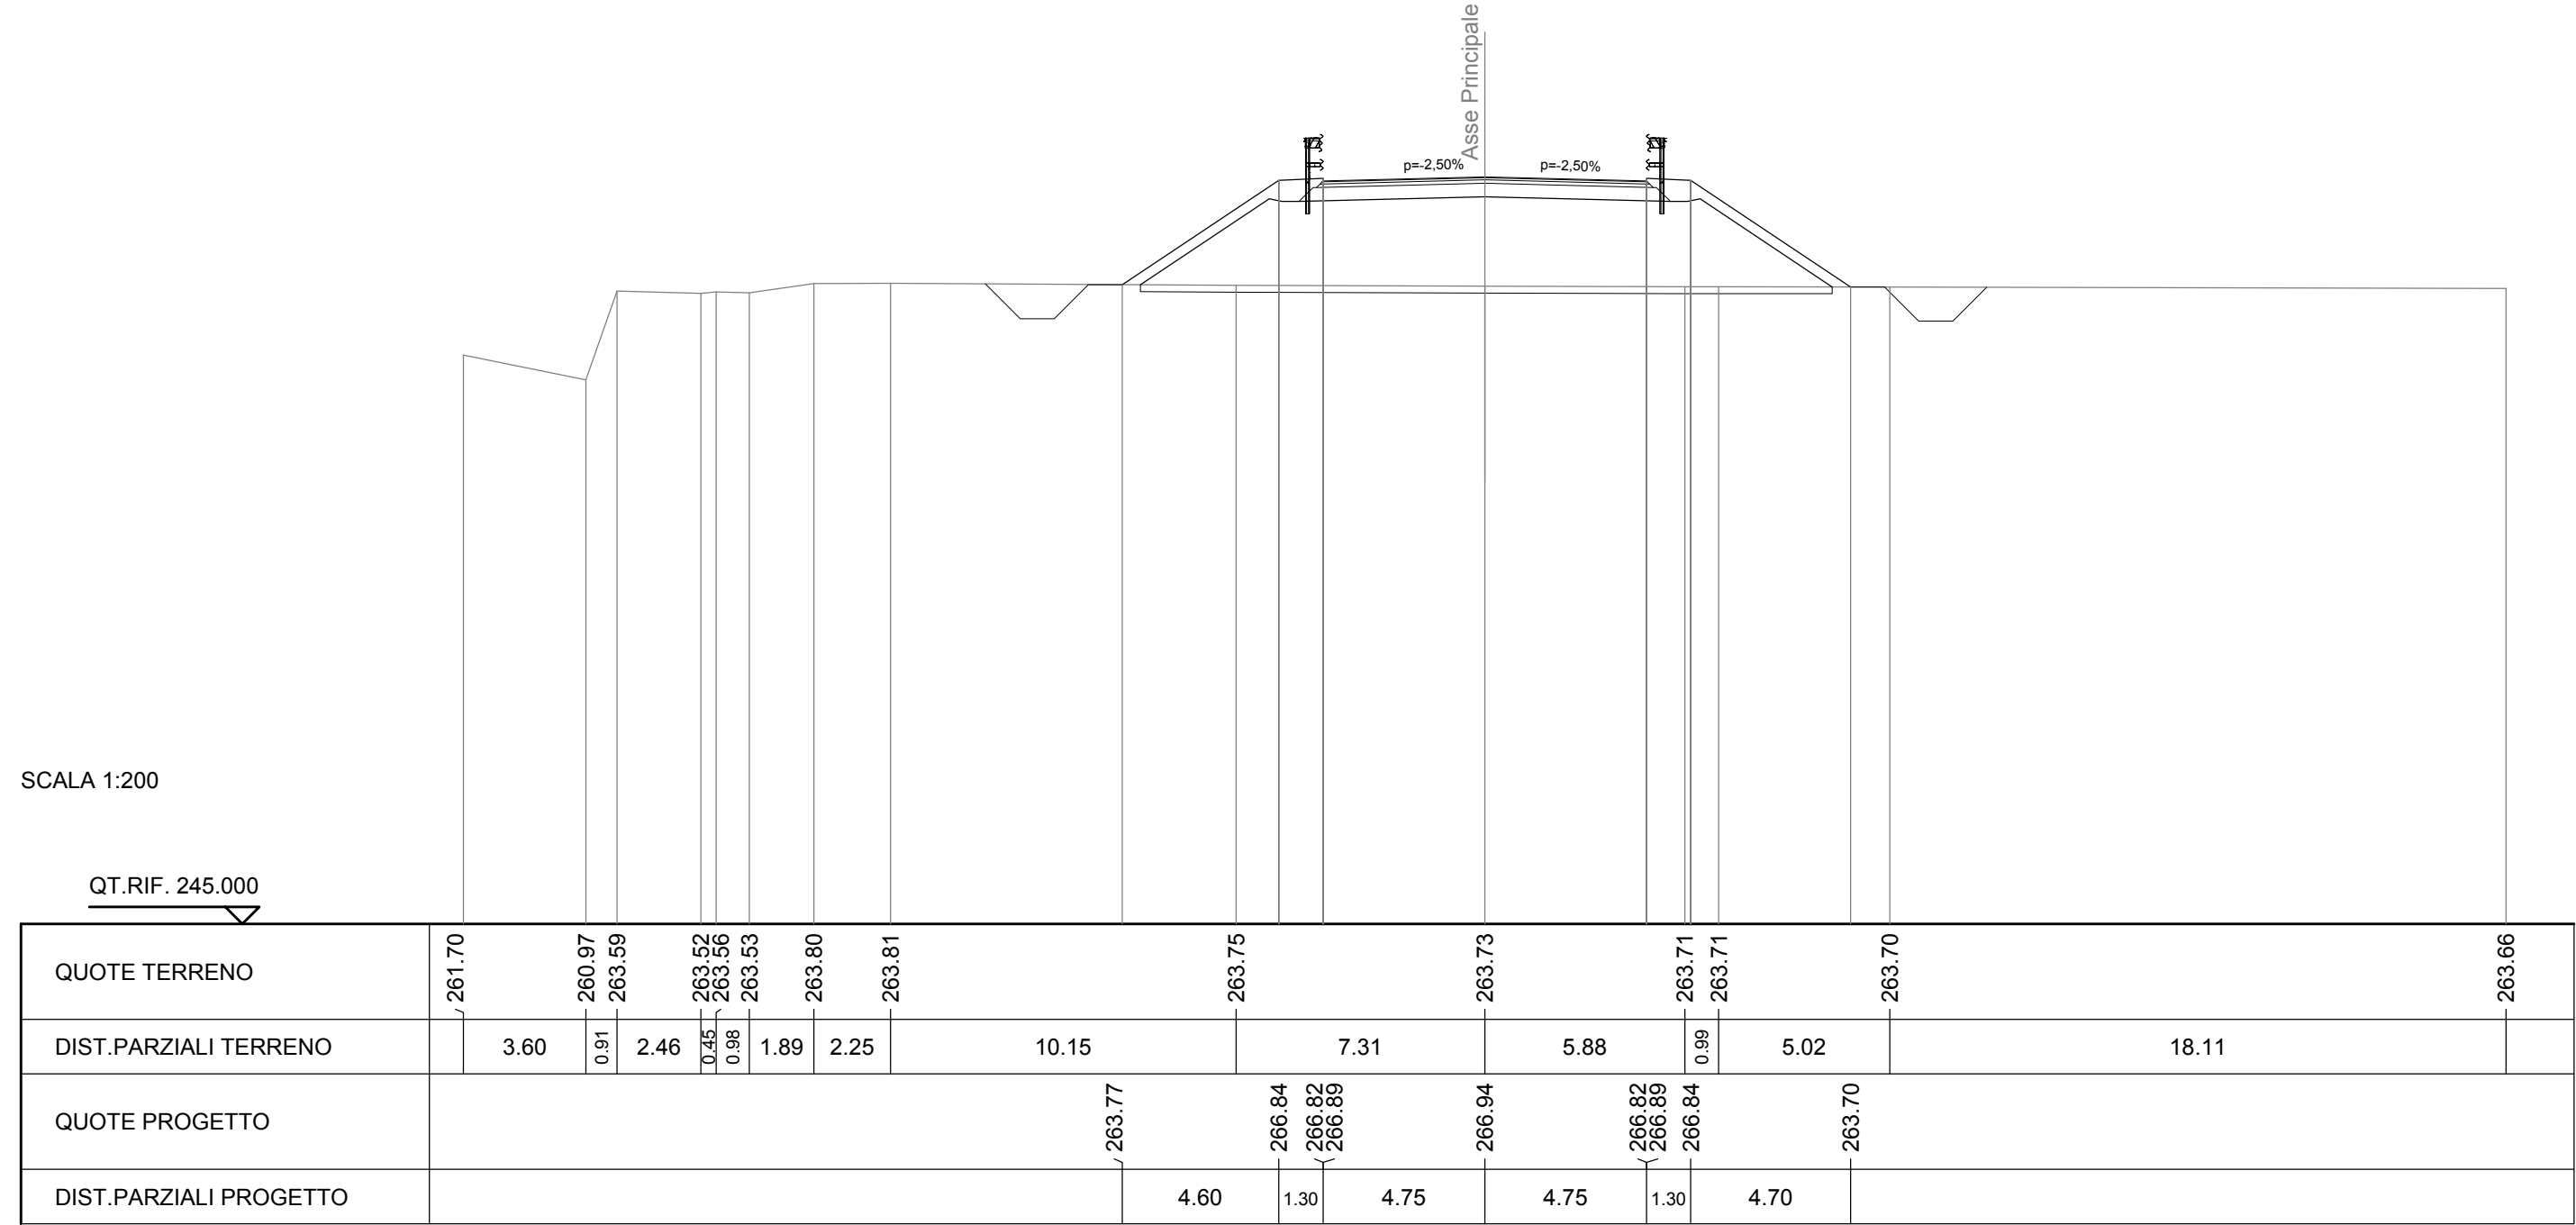 Asse Principale
p=-2,50% p=-2,50%
SCALA 1:200
QT.RIF. 245.000
QUOTE TERRENO 261.70 260.97 263.59 263.52 263.56 263.53 263.80 263.81 263.75 263.73 263.71 263.71 263.70 263.66
DIST.PARZIALI TERRENO 3.60 0.91 2.46 0.45 0.98 1.89 2.25 10.15 7.31 5.88 0.99 5.02 18.11
QUOTE PROGETTO 263.77 266.84 266.82 266.89 266.94 266.82 266.89 266.84 263.70
DIST.PARZIALI PROGETTO 4.60 1.30 4.75 4.75 1.30 4.70